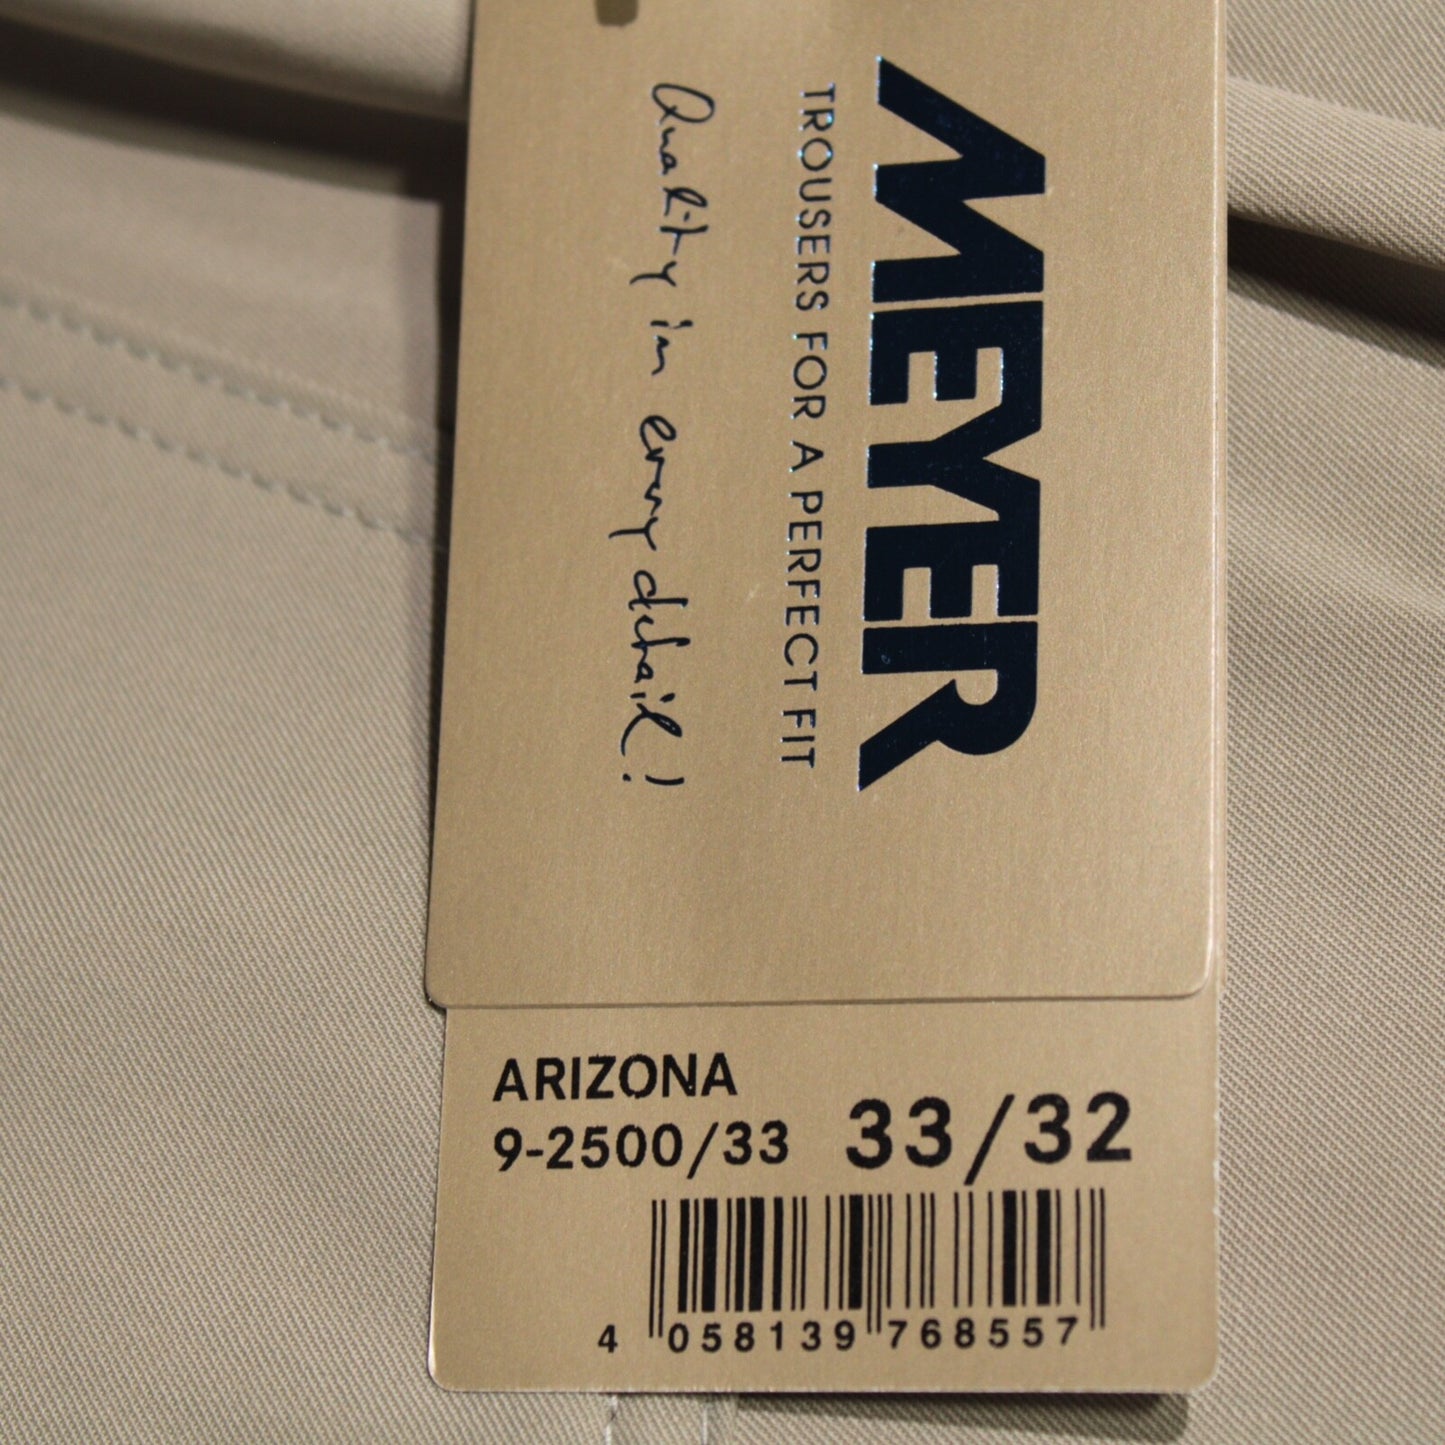 MEYER
TROUSERS FOR A PERFECT FIT
Quality in every detail!
ARIZONA
9-2500/33 33/32
4 058139 768557